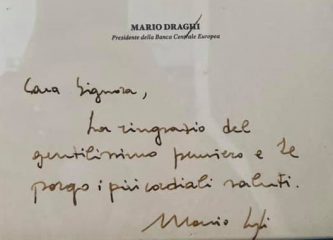 MARIO DRAGHI
Presidente della Banca Centrale Europea
Cara Signora,
La ringrazio del
gentilissimo pensiero e Le
porgo i più cordiali saluti.
Mario